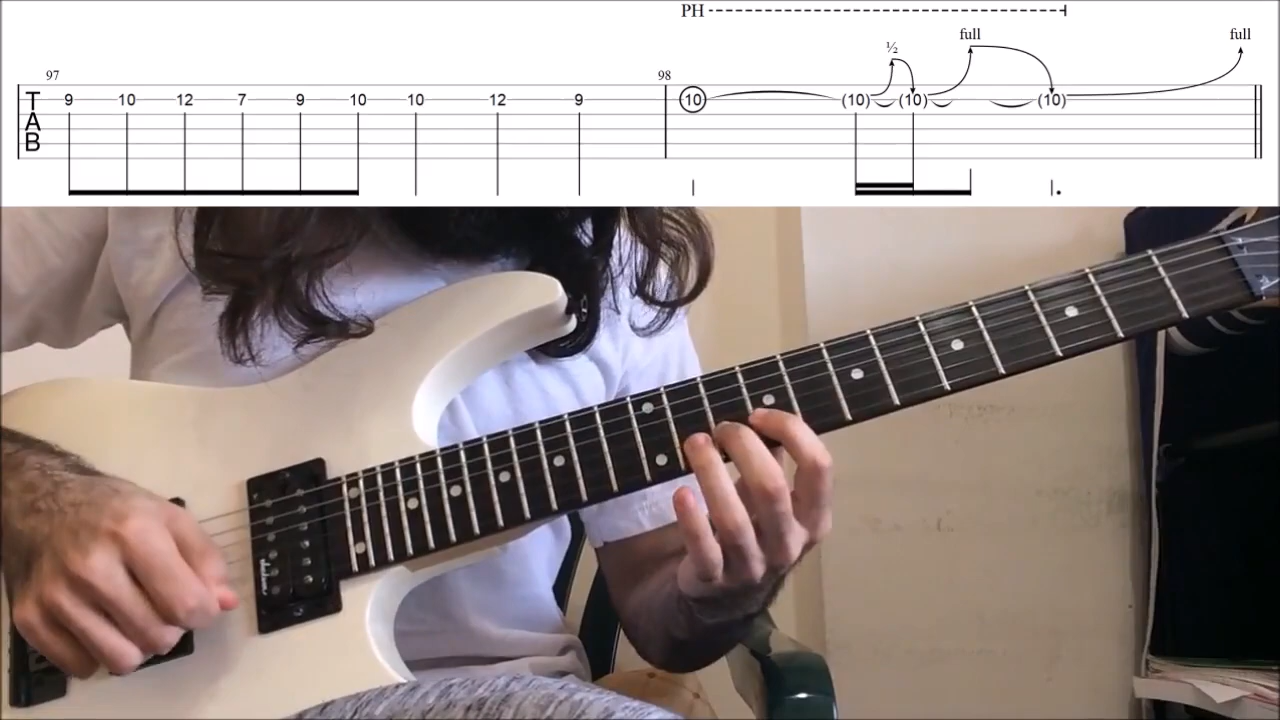 PH
½ full full
97 98
T 9 10 12 7 9 10 10 12 9 10 (10) (10) (10)
A
B